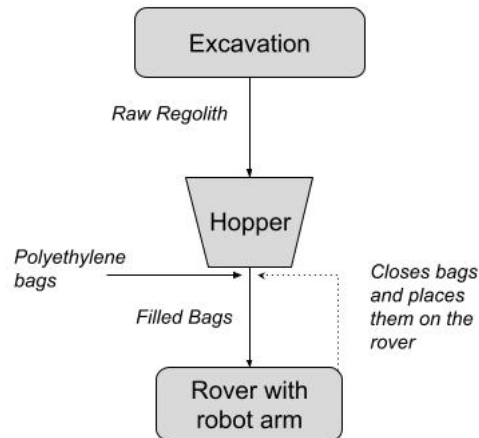 Excavation
Raw Regolith
Hopper
Polyethylene
bags
Closes bags
and places
them on the
rover
Filled Bags
Rover with
robot arm